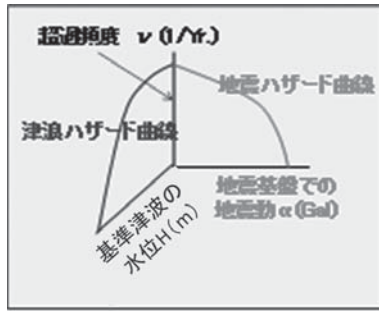 超過頻度 ν(1/Yr.)
地震ハザード曲線
津浪ハザード曲線
地震基盤での
地震動α(Gal)
基準津波の
水位H(m)